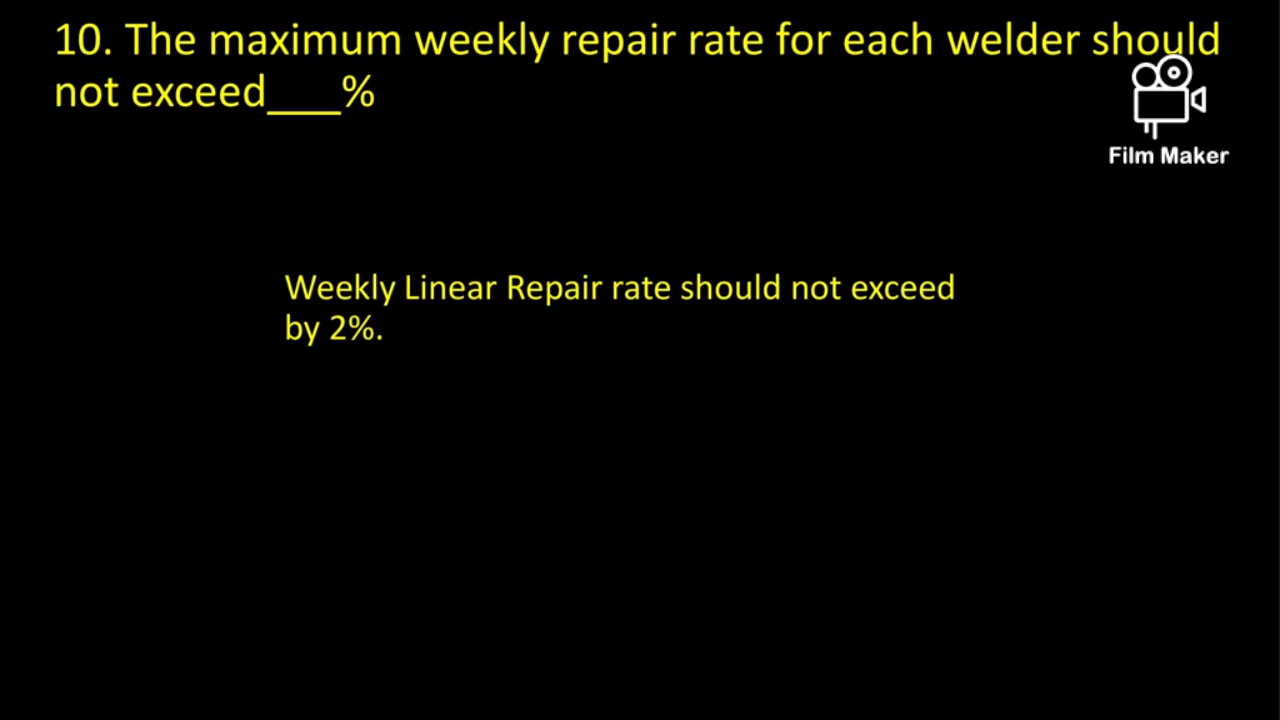 10. The maximum weekly repair rate for each welder should
not exceed___%
Film Maker
Weekly Linear Repair rate should not exceed
by 2%.